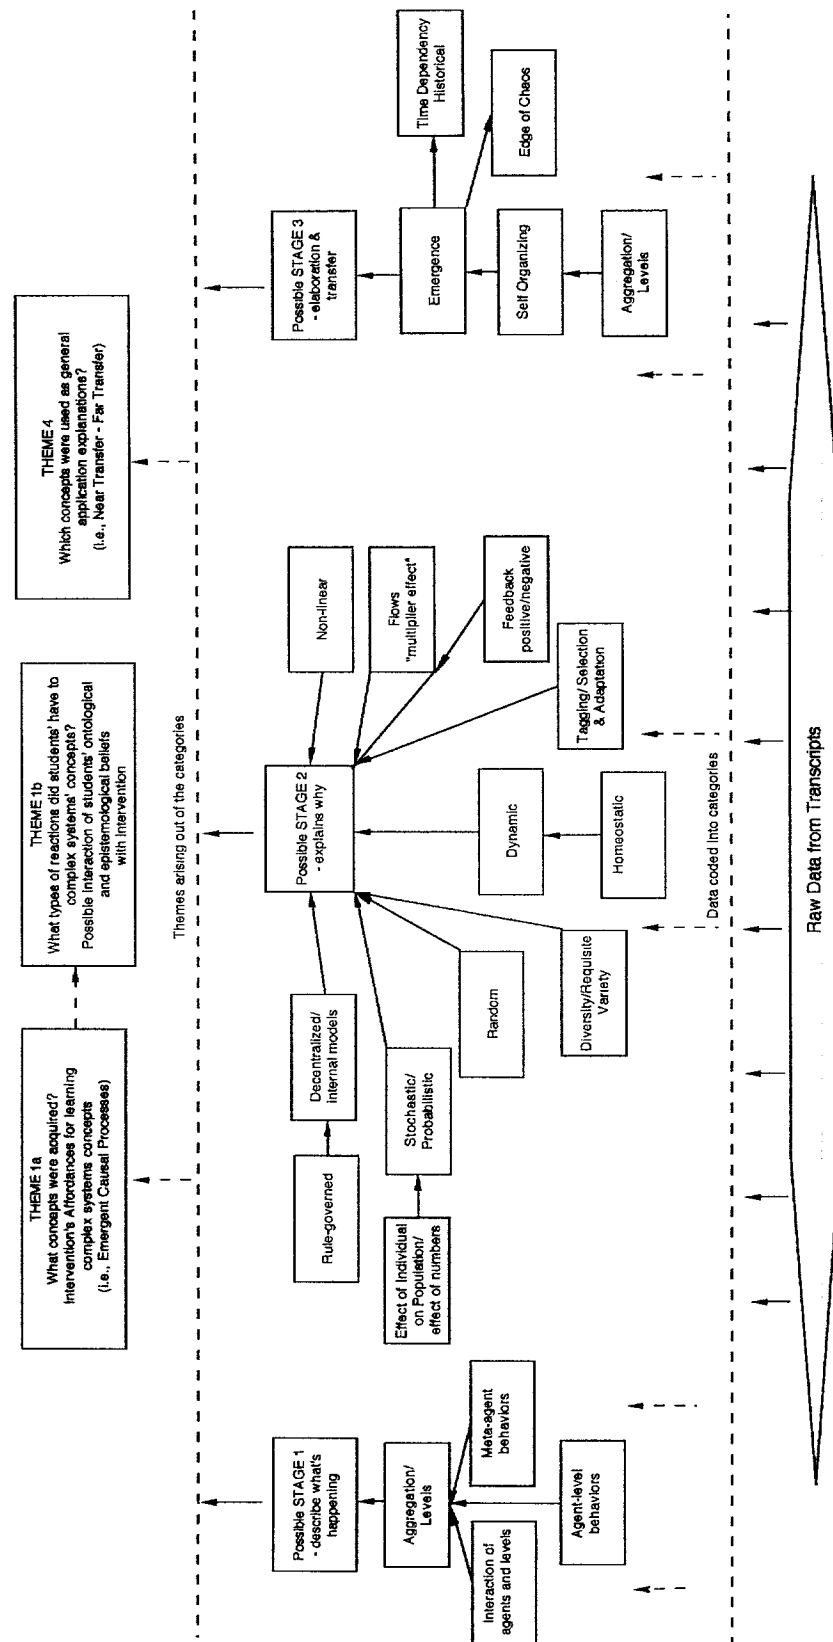 THEME 1a
What concepts were acquired?
Intervention's Affordances for learning
complex systems concepts
(i.e., Emergent Causal Processes)
THEME 1b
What types of reactions did students' have to
complex systems' concepts?
Possible Interaction of students' ontological
and epistemological beliefs
with Intervention
THEME 4
Which concepts were used as general
application explanations?
(i.e., Near Transfer - Far Transfer)
Themes arising out of the categories
Possible STAGE 1
- describe what's
happening
Aggregation/
Levels
Interaction of
agents and levels
Meta-agent
behaviors
Agent-level
behaviors
Possible STAGE 2
- explains why
Rule-governed
Decentralized/
internal models
Effect of Individual
on Population/
effect of numbers
Stochastic/
Probabilistic
Random
Diversity/Requisite
Variety
Dynamic
Homeostatic
Non-linear
Flows
"multiplier effect"
Feedback
positive/negative
Tagging/ Selection
& Adaptation
Possible STAGE 3
- elaboration &
transfer
Emergence
Time Dependency
Historical
Edge of Chaos
Self Organizing
Aggregation/
Levels
Data coded into categories
Raw Data from Transcripts